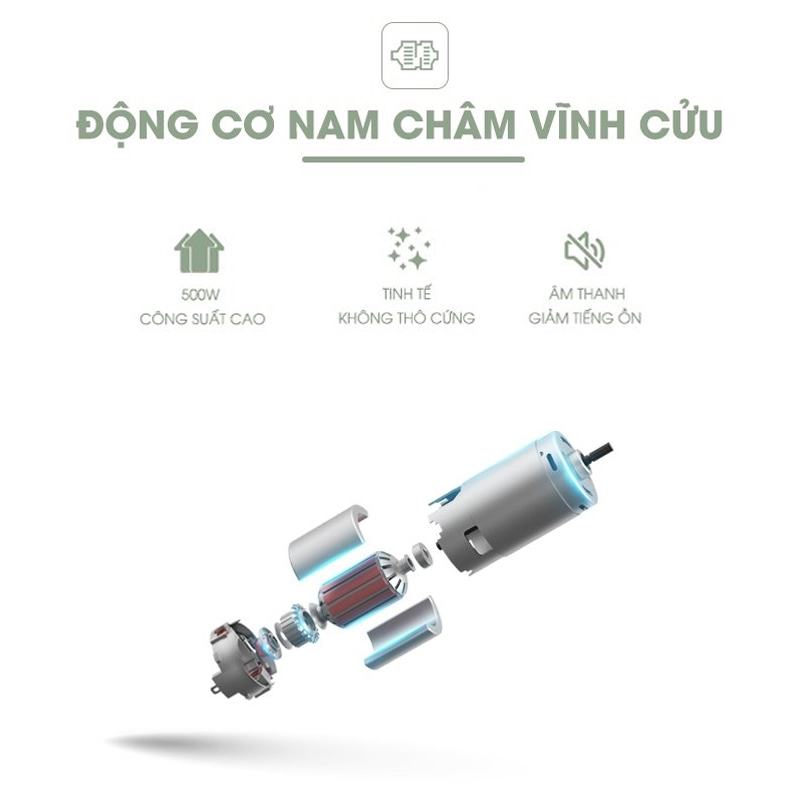 ĐỘNG CƠ NAM CHÂM VĨNH CỬU
500W
CÔNG SUẤT CAO
TINH TẾ
KHÔNG THÔ CỨNG
ÂM THANH
GIẢM TIẾNG ỒN